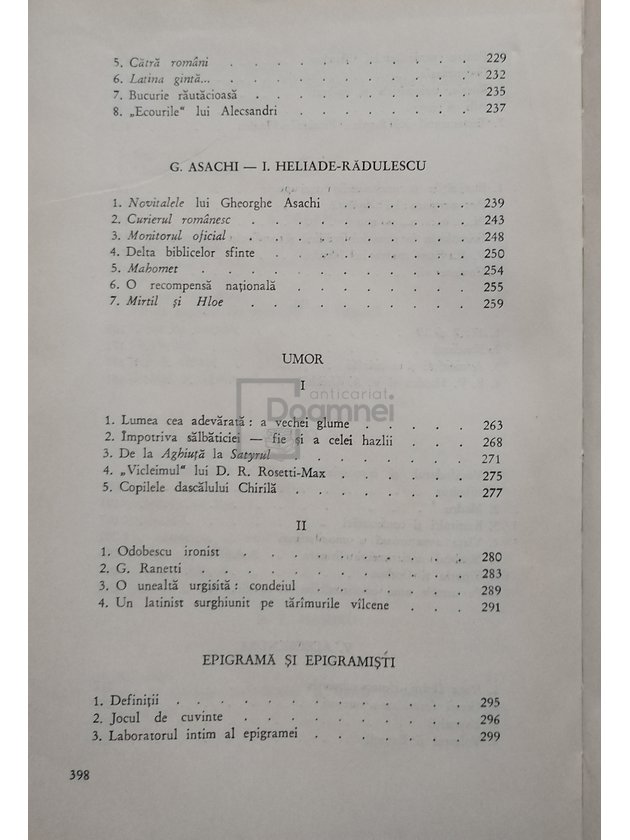 5. Cătră români . . . . . . . . . . . 229
6. Latina gintă... . . . . . . . . . . . 232
7. Bucurie răutăcioasă . . . . . . . . . . 235
8. „Ecourile" lui Alecsandri . . . . . . . 237
G. ASACHI — I. HELIADE-RĂDULESCU
1. Novitalele lui Gheorghe Asachi . . . . . . 239
2. Curierul românesc . . . . . . . . . . 243
3. Monitorul oficial . . . . . . . . . . 248
4. Delta biblicelor sfinte . . . . . . . . . 250
5. Mahomet . . . . . . . . . . . . 254
6. O recompensă națională . . . . . . . . 255
7. Mirtil și Hloe . . . . . . . . . . 259
UMOR
I
anticariat
Doamnei
1. Lumea cea adevărată : a vechei glume . . . . . 263
2. Împotriva sălbăticiei — fie și a celei hazlii . . . 268
3. De la Aghiuță la Satyrul . . . . . . . . 271
4. „Vicleimul" lui D. R. Rosetti-Max . . . . . . 275
5. Copilele dascălului Chirilă . . . . . . . . 277
II
1. Odobescu ironist . . . . . . . . . . . 280
2. G. Ranetti . . . . . . . . . . . . 283
3. O unealtă urgisită : condeiul . . . . . . . 289
4. Un latinist surghiunit pe tărîmurile vîlcene . . . 291
EPIGRAMĂ ȘI EPIGRAMIȘTI
1. Definiții . . . . . . . . . . . . . 295
2. Jocul de cuvinte . . . . . . . . . . 296
3. Laboratorul intim al epigramei . . . . . . . 299
398